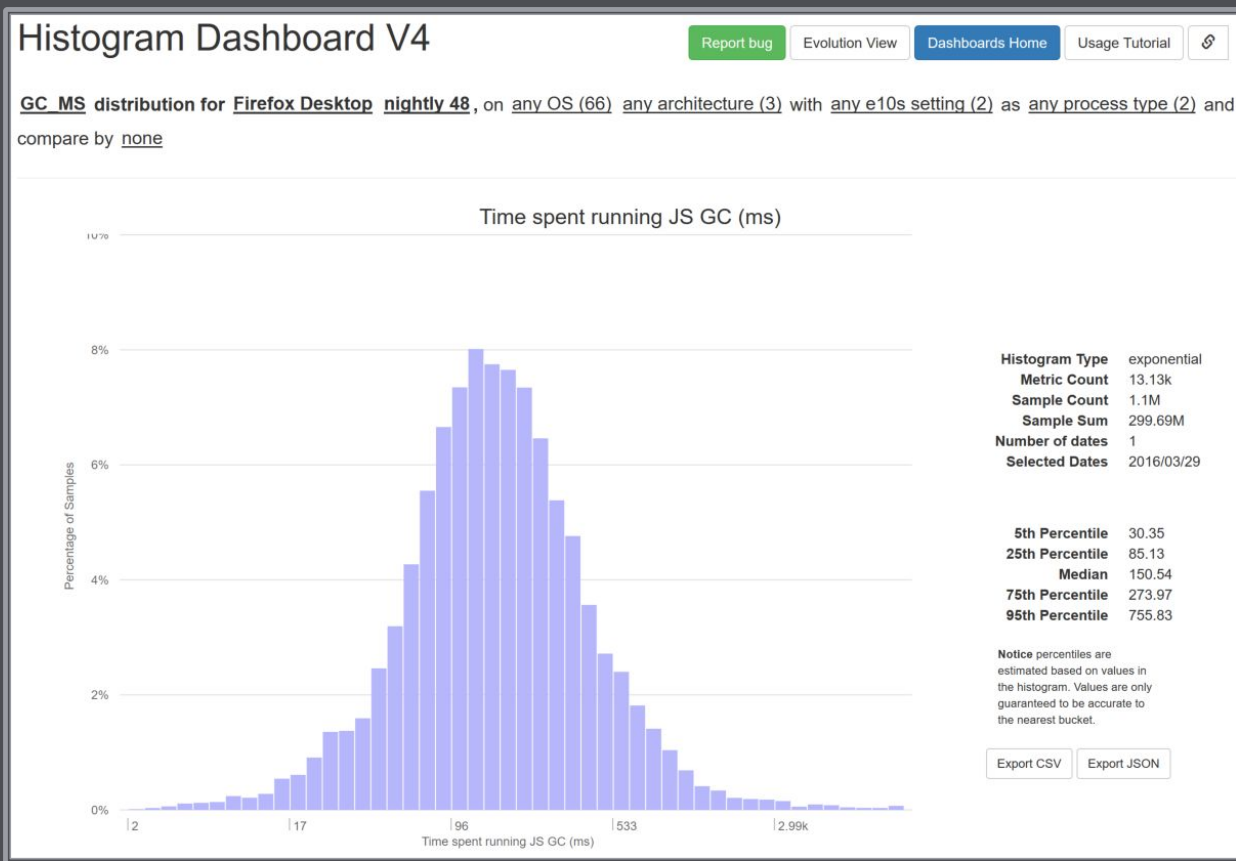 Histogram Dashboard V4
Report bug
Evolution View
Dashboards Home
Usage Tutorial
GC_MS distribution for Firefox Desktop nightly 48, on any OS (66) any architecture (3) with any e10s setting (2) as any process type (2) and
compare by none
Time spent running JS GC (ms)
10%
8%
6%
4%
2%
0%
Percentage of Samples
2
17
96
533
2.99k
Time spent running JS GC (ms)
Histogram Type exponential
Metric Count 13.13k
Sample Count 1.1M
Sample Sum 299.69M
Number of dates 1
Selected Dates 2016/03/29
5th Percentile 30.35
25th Percentile 85.13
Median 150.54
75th Percentile 273.97
95th Percentile 755.83
Notice percentiles are
estimated based on values in
the histogram. Values are only
guaranteed to be accurate to
the nearest bucket.
Export CSV
Export JSON